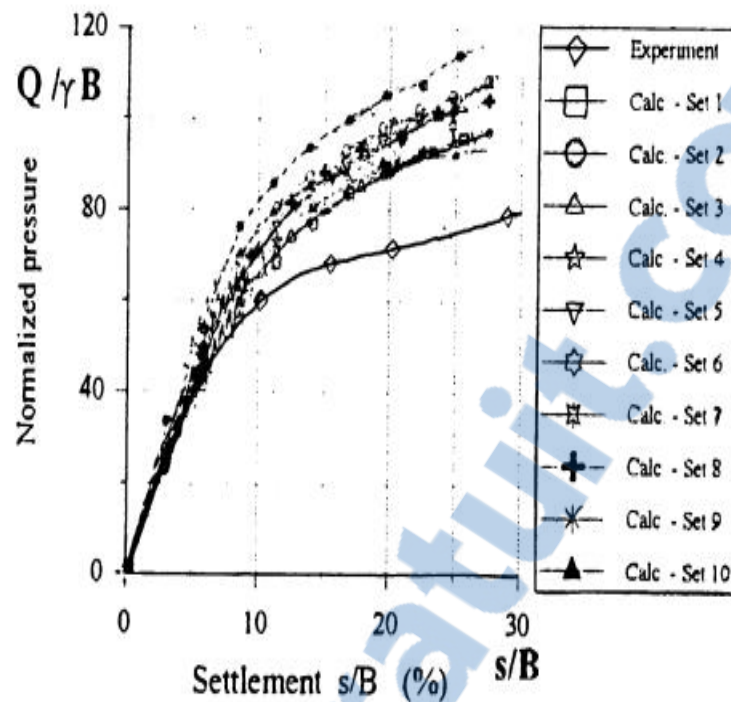 120
Q/γB
80
40
0
Normalized pressure
0 10 20 30
Settlement s/B (%) s/B
Experiment
Calc - Set 1
Calc. - Set 2
Calc. - Set 3
Calc. - Set 4
Calc - Set 5
Calc. - Set 6
Calc. - Set 7
Calc - Set 8
Calc - Set 9
Calc - Set 10